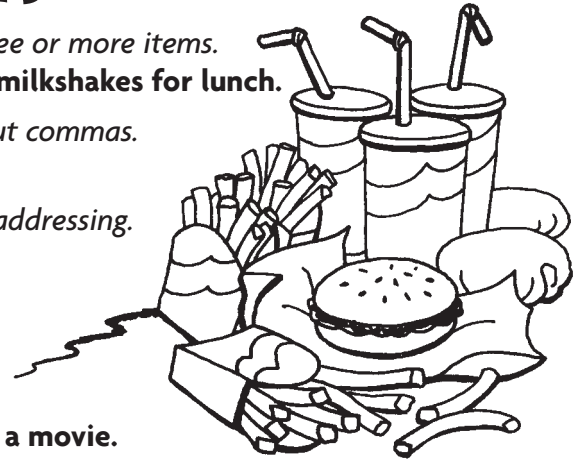 ee or more items.
milkshakes for lunch.
ut commas.
addressing.
a movie.